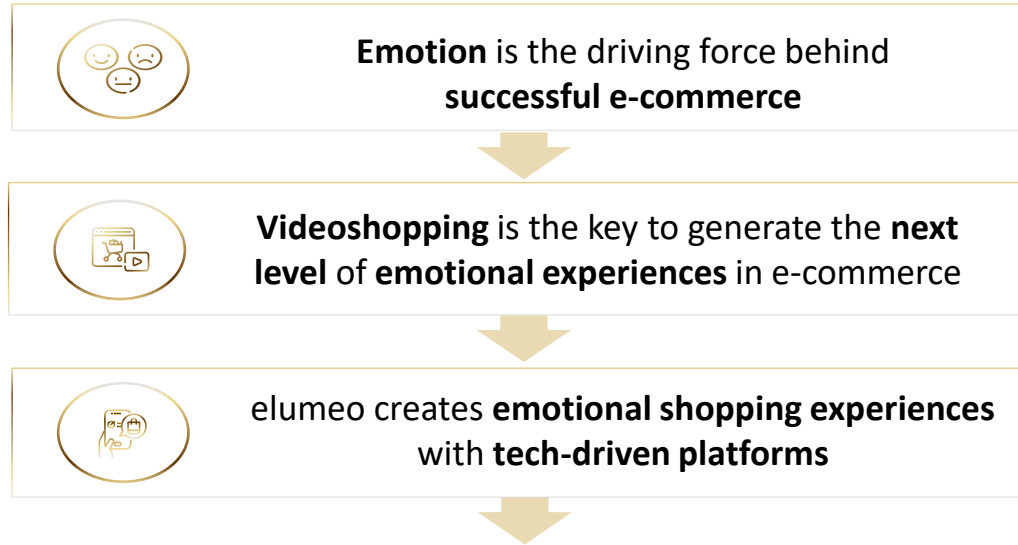 Emotion is the driving force behind
successful e-commerce
Videoshopping is the key to generate the next
level of emotional experiences in e-commerce
elumeo creates emotional shopping experiences
with tech-driven platforms